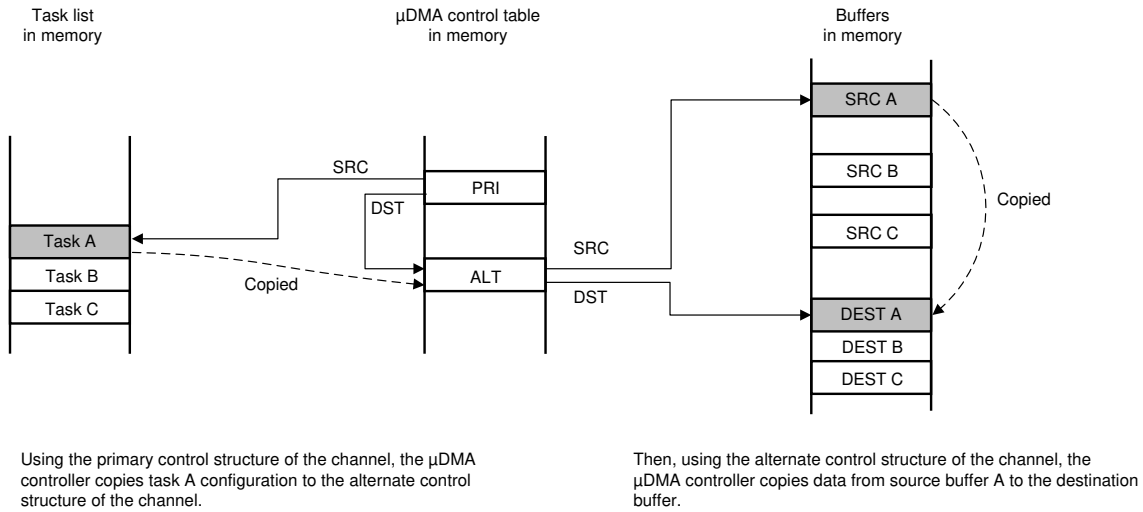 Task list
in memory
µDMA control table
in memory
Buffers
in memory
SRC A
SRC
PRI
SRC B
DST
Copied
SRC C
Task A
SRC
Copied
ALT
Task B
DST
Task C
DEST A
DEST B
DEST C
Using the primary control structure of the channel, the µDMA
controller copies task A configuration to the alternate control
structure of the channel.
Then, using the alternate control structure of the channel, the
µDMA controller copies data from source buffer A to the destination
buffer.